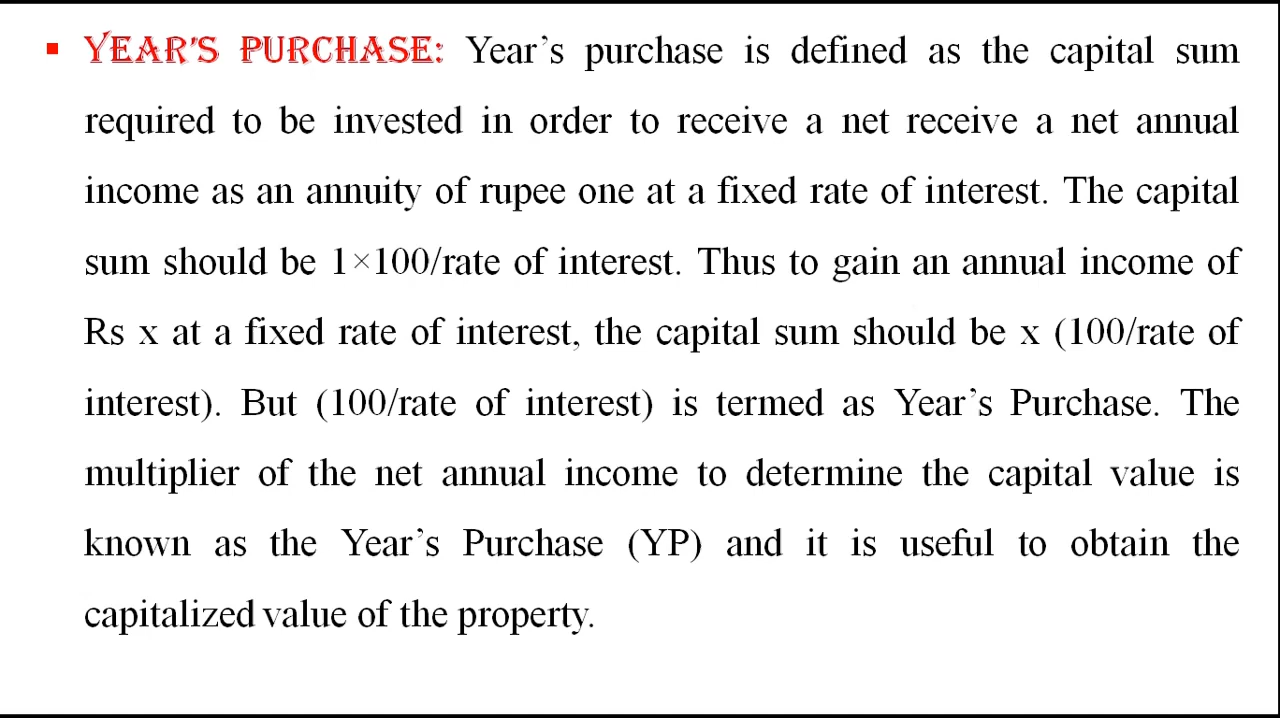 ▪ YEAR'S PURCHASE: Year’s purchase is defined as the capital sum
required to be invested in order to receive a net receive a net annual
income as an annuity of rupee one at a fixed rate of interest. The capital
sum should be 1×100/rate of interest. Thus to gain an annual income of
Rs x at a fixed rate of interest, the capital sum should be x (100/rate of
interest). But (100/rate of interest) is termed as Year’s Purchase. The
multiplier of the net annual income to determine the capital value is
known as the Year’s Purchase (YP) and it is useful to obtain the
capitalized value of the property.